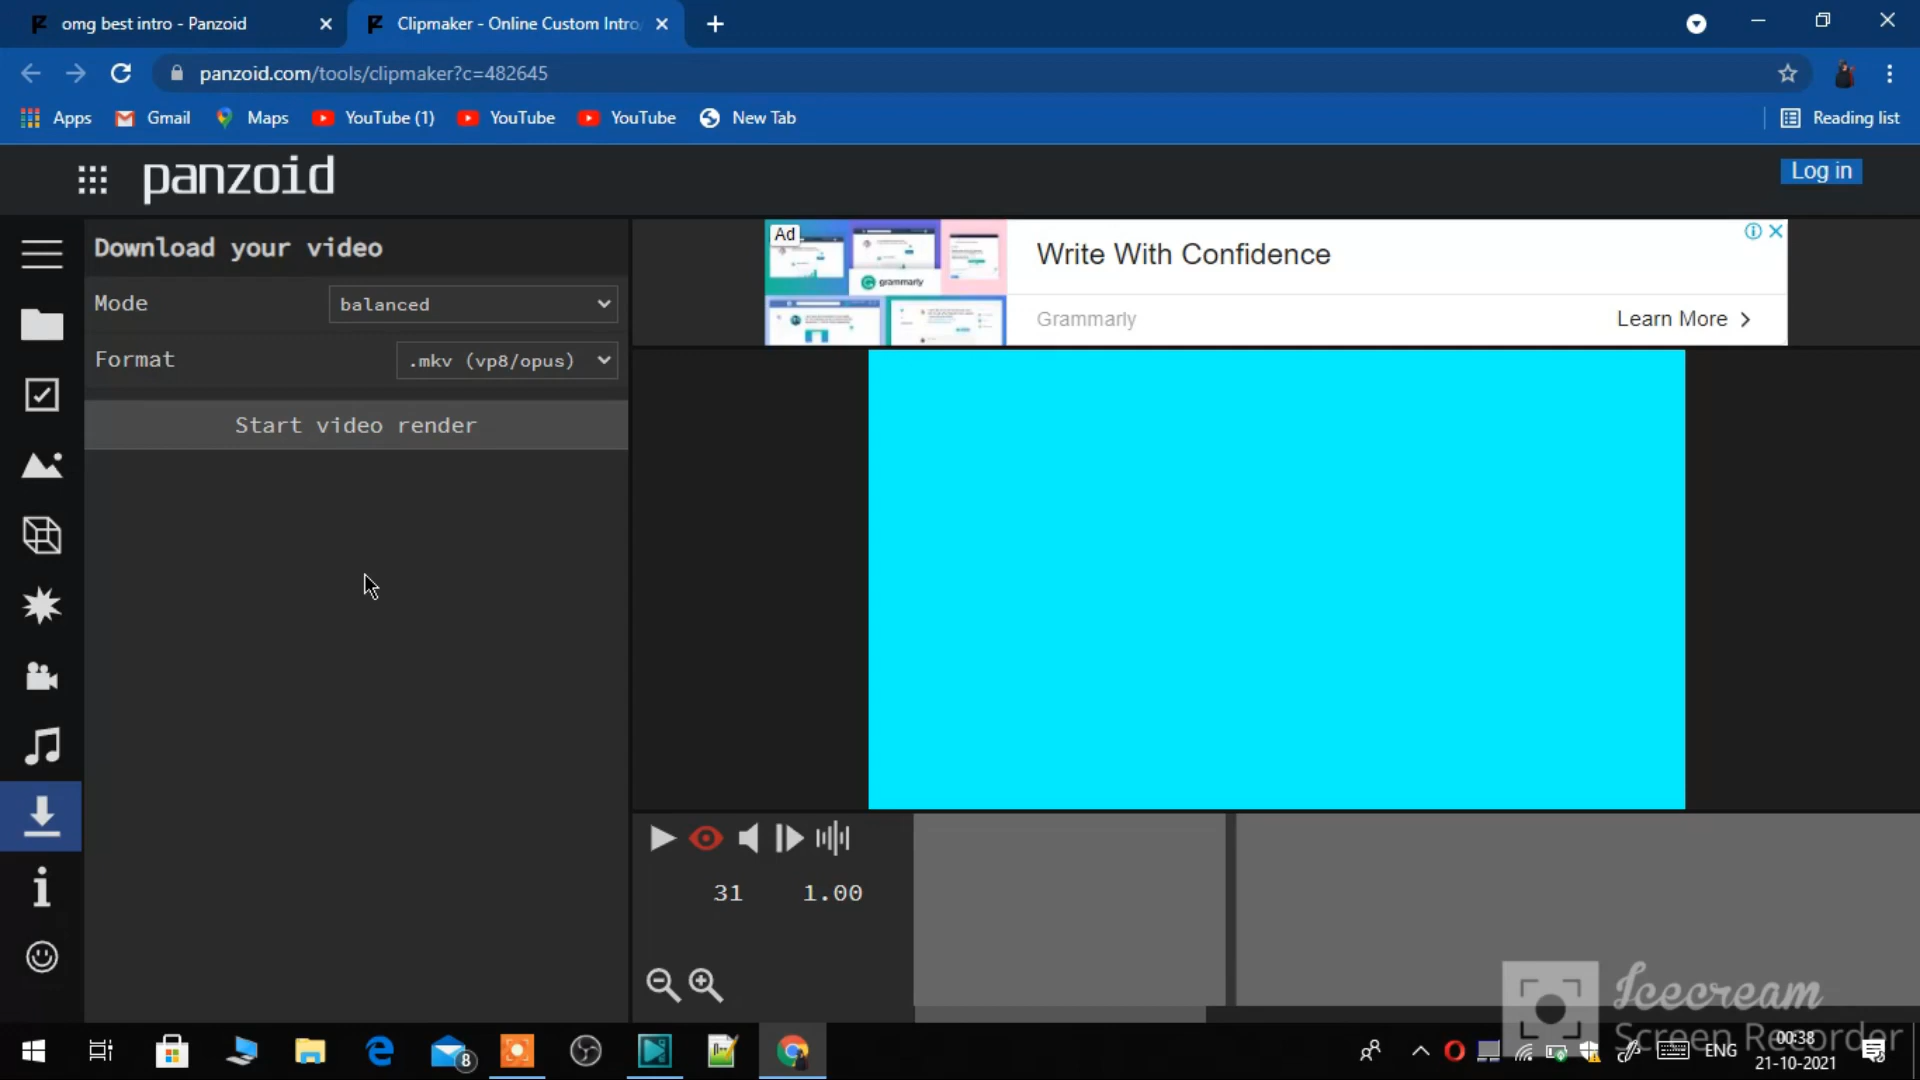 omg best intro - Panzoid
Clipmaker - Online Custom Intro
panzoid.com/tools/clipmaker?c=482645
Apps Gmail Maps YouTube (1) YouTube YouTube New Tab Reading list
panzoid
Log in
Download your video
Mode balanced
Format .mkv (vp8/opus)
Start video render
Ad
grammarly
Write With Confidence
Grammarly
Learn More
31 1.00
Icecream
Screen Recorder
8
ENG
00:38
21-10-2021